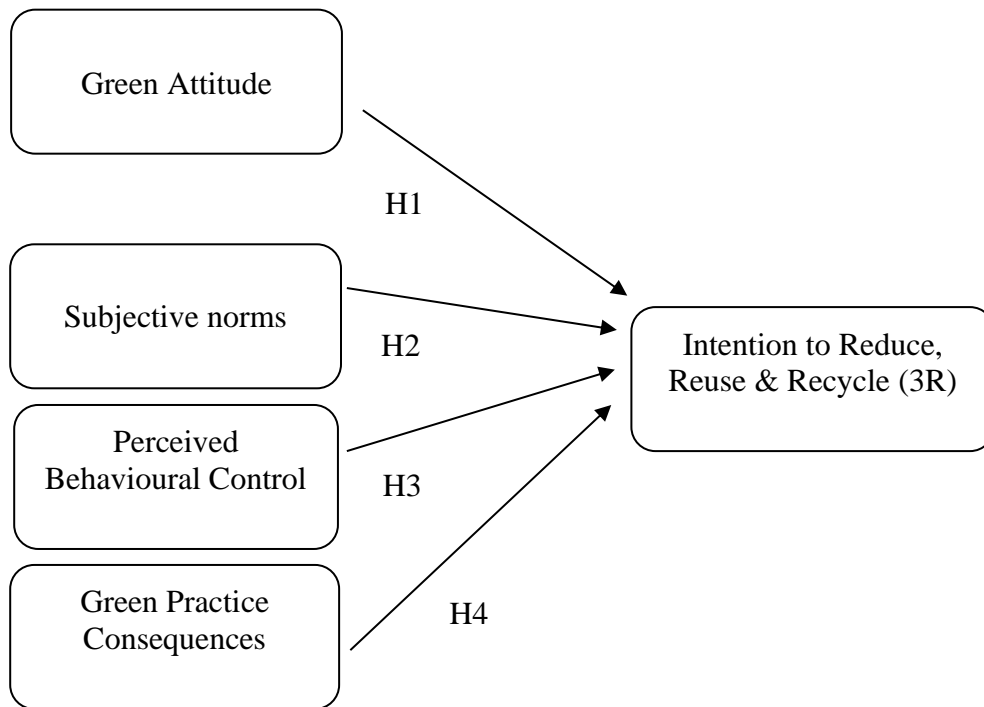 Green Attitude
H1
Subjective norms
H2
Intention to Reduce,
Reuse & Recycle (3R)
Perceived
Behavioural Control
H3
Green Practice
Consequences
H4